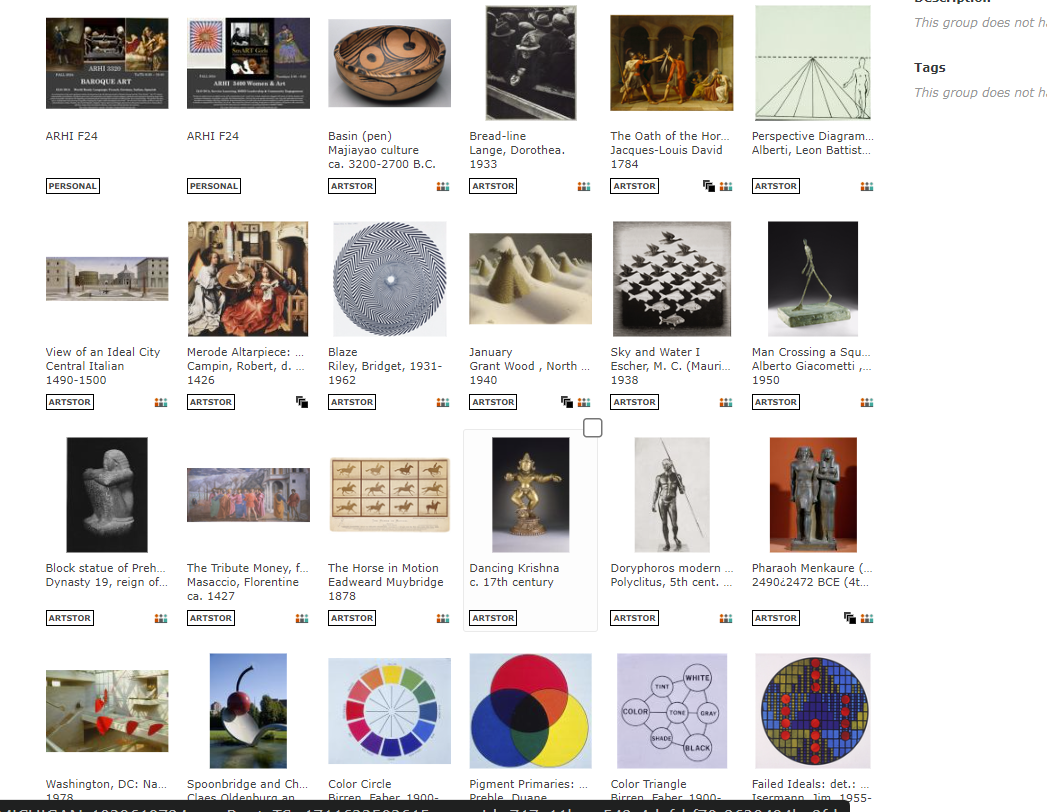 Description
This group does not ha
Tags
This group does not ha
ARHI 3320
BAROQUE ART
ARHI F24
PERSONAL
SmART Girls
ARHI 3400 Women & Art
ARHI F24
PERSONAL
Basin (pen)
Majiayao culture
ca. 3200-2700 B.C.
ARTSTOR
Bread-line
Lange, Dorothea.
1933
ARTSTOR
The Oath of the Hor...
Jacques-Louis David
1784
ARTSTOR
Perspective Diagram...
Alberti, Leon Battist...
ARTSTOR
View of an Ideal City
Central Italian
1490-1500
ARTSTOR
Merode Altarpiece: ...
Campin, Robert, d. ...
1426
ARTSTOR
Blaze
Riley, Bridget, 1931-
1962
ARTSTOR
January
Grant Wood , North ...
1940
ARTSTOR
Sky and Water I
Escher, M. C. (Mauri...
1938
ARTSTOR
Man Crossing a Squ...
Alberto Giacometti ,...
1950
ARTSTOR
Block statue of Preh...
Dynasty 19, reign of...
ARTSTOR
The Tribute Money, f...
Masaccio, Florentine
ca. 1427
ARTSTOR
The Horse in Motion
Eadweard Muybridge
1878
ARTSTOR
Dancing Krishna
c. 17th century
ARTSTOR
Doryphoros modern ...
Polyclitus, 5th cent. ...
ARTSTOR
Pharaoh Menkaure (...
2490¿2472 BCE (4t...
ARTSTOR
Washington, DC: Na...
1978
Spoonbridge and Ch...
Claes Oldenburg an
Color Circle
Birren, Faber, 1900-
Pigment Primaries: ...
Preble, Duane
WHITE
TINT
COLOR
TONE
GRAY
SHADE
BLACK
Color Triangle
Birren, Faber, 1900-
Failed Ideals: det.: ...
Isermann, Jim, 1955-